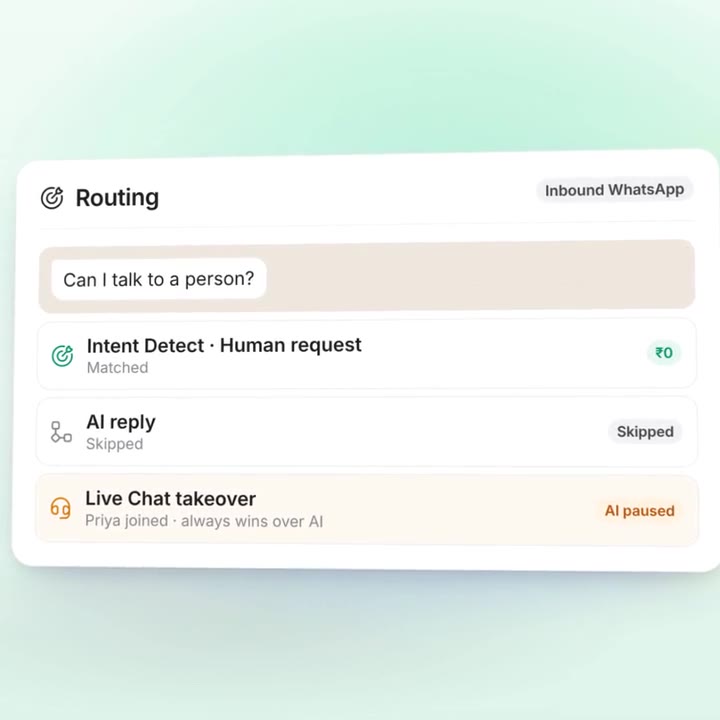 Routing
Inbound WhatsApp
Can I talk to a person?
Intent Detect · Human request
Matched
₹0
AI reply
Skipped
Skipped
Live Chat takeover
Priya joined · always wins over AI
AI paused